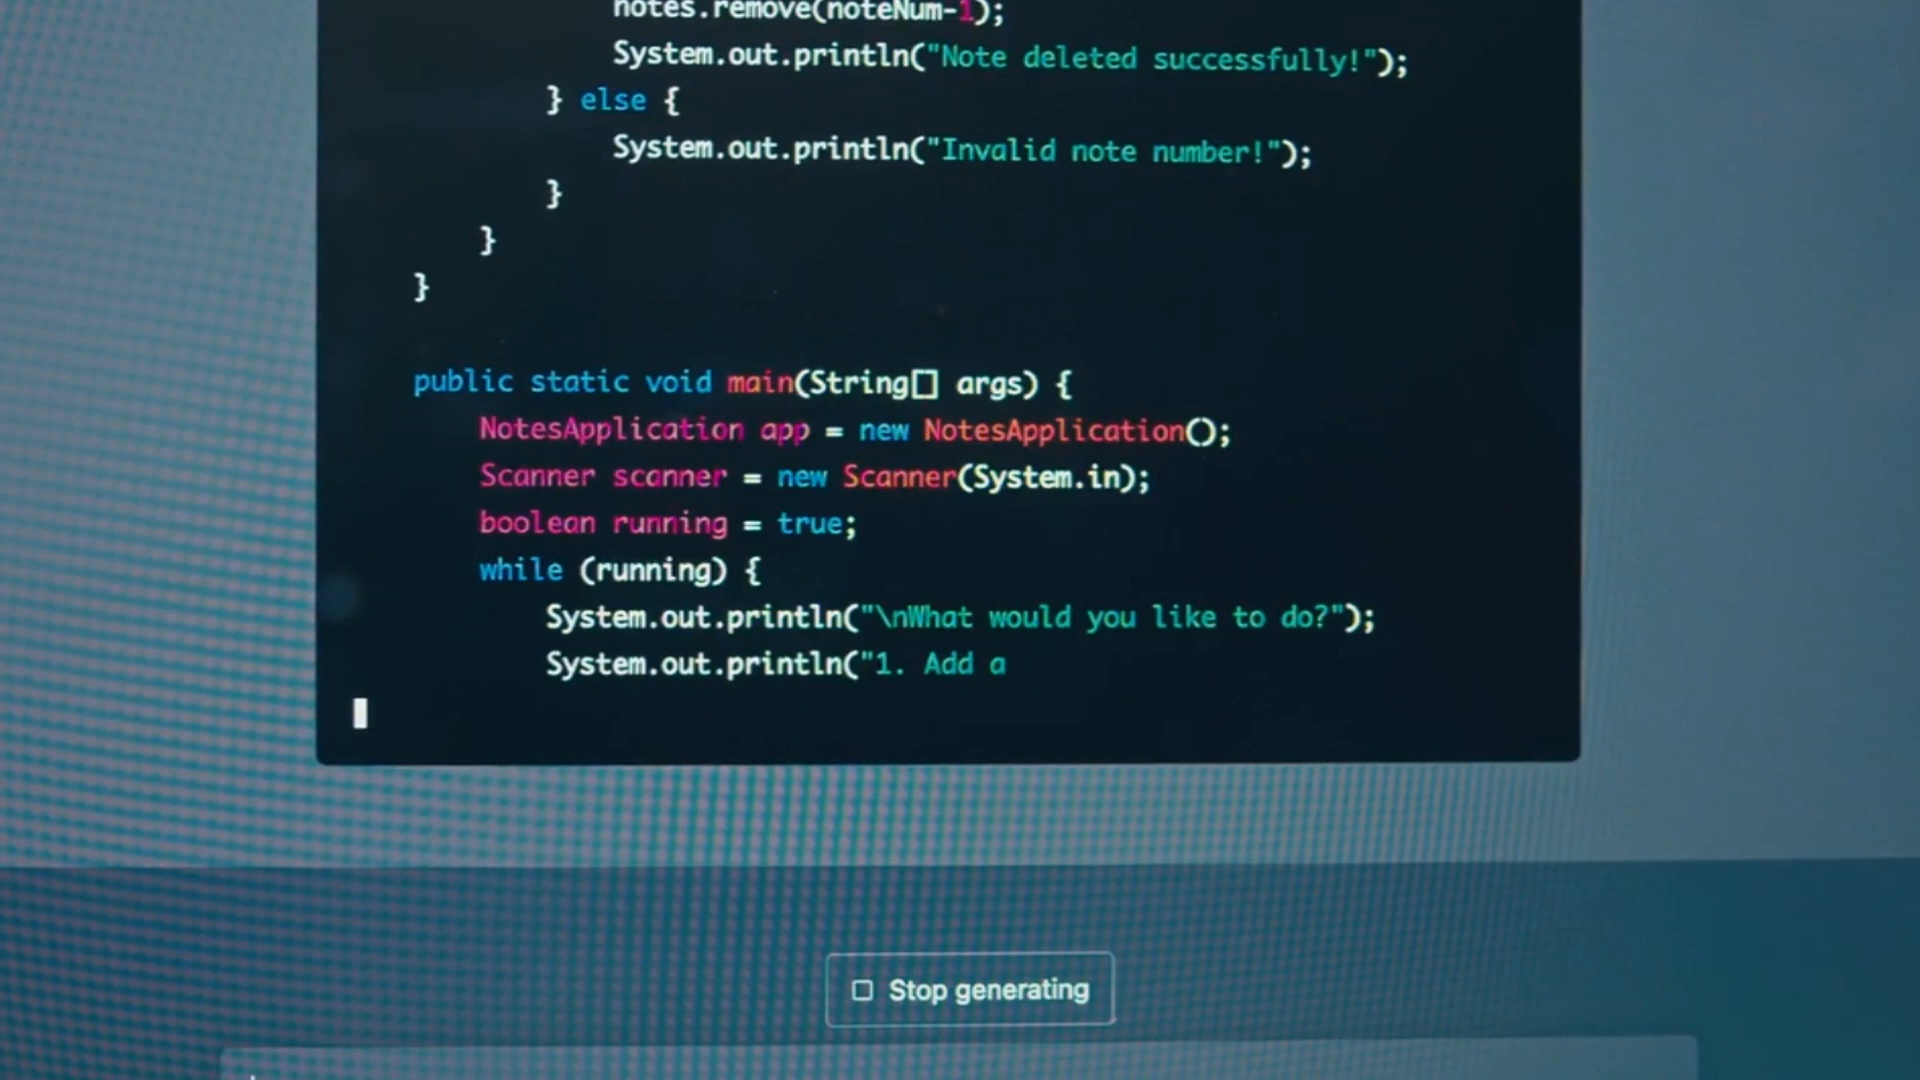 notes.remove(noteNum-1);
System.out.println("Note deleted successfully!");
} else {
System.out.println("Invalid note number!");
}
}
}
public static void main(String[] args) {
NotesApplication app = new NotesApplication();
Scanner scanner = new Scanner(System.in);
boolean running = true;
while (running) {
System.out.println("\nWhat would you like to do?");
System.out.println("1. Add a
Stop generating